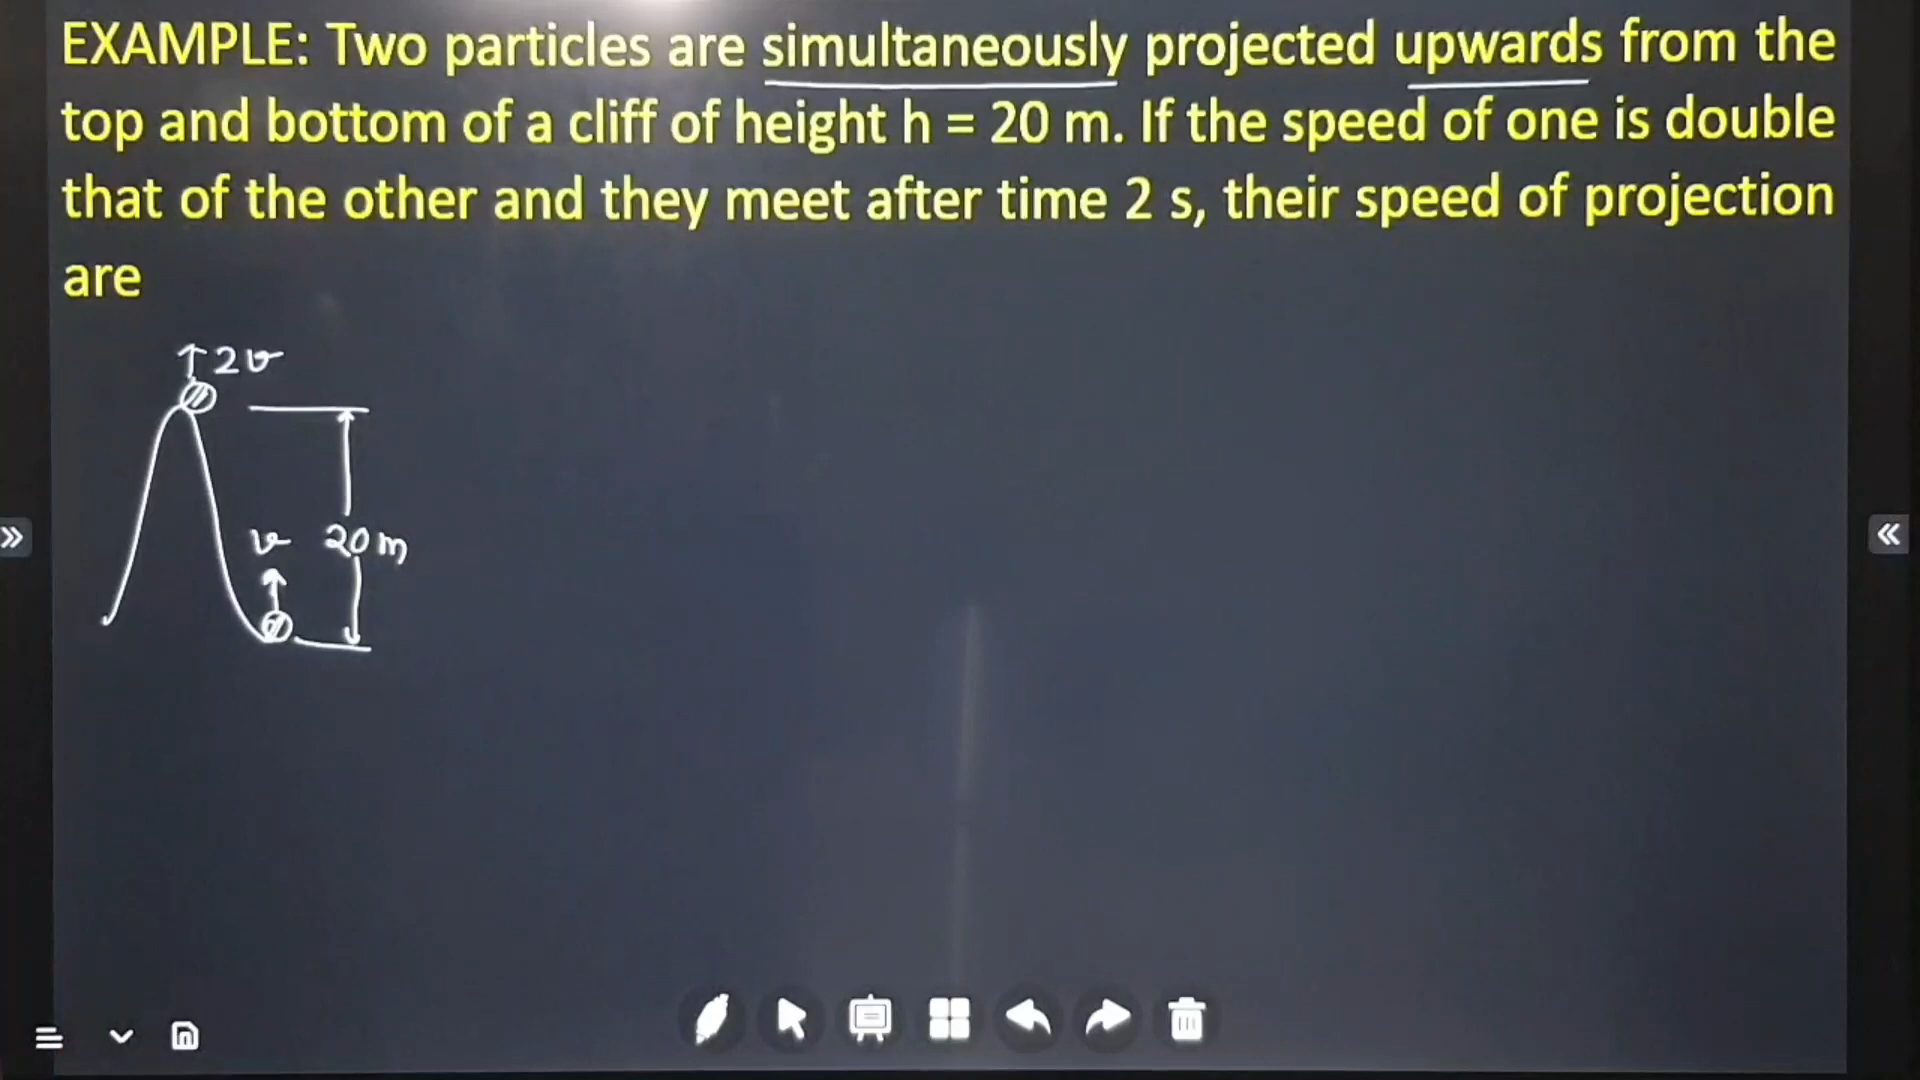 EXAMPLE: Two particles are simultaneously projected upwards from the
top and bottom of a cliff of height h = 20 m. If the speed of one is double
that of the other and they meet after time 2 s, their speed of projection
are
↑2v
v 20 m